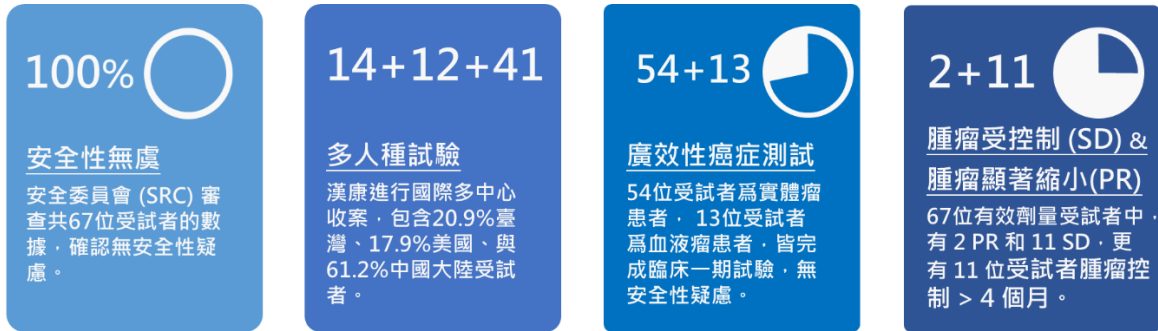 100%
安全性無虞
安全委員會 (SRC) 審
查共67位受試者的數
據，確認無安全性疑
慮。
14+12+41
多人種試驗
漢康進行國際多中心
收案，包含20.9%臺
灣、17.9%美國、與
61.2%中國大陸受試
者。
54+13
廣效性癌症測試
54位受試者爲實體瘤
患者， 13位受試者
爲血液瘤患者，皆完
成臨床一期試驗，無
安全性疑慮。
2+11
腫瘤受控制 (SD) &
腫瘤顯著縮小(PR)
67位有效劑量受試者中，
有 2 PR 和 11 SD，更
有 11 位受試者腫瘤控
制 > 4 個月。